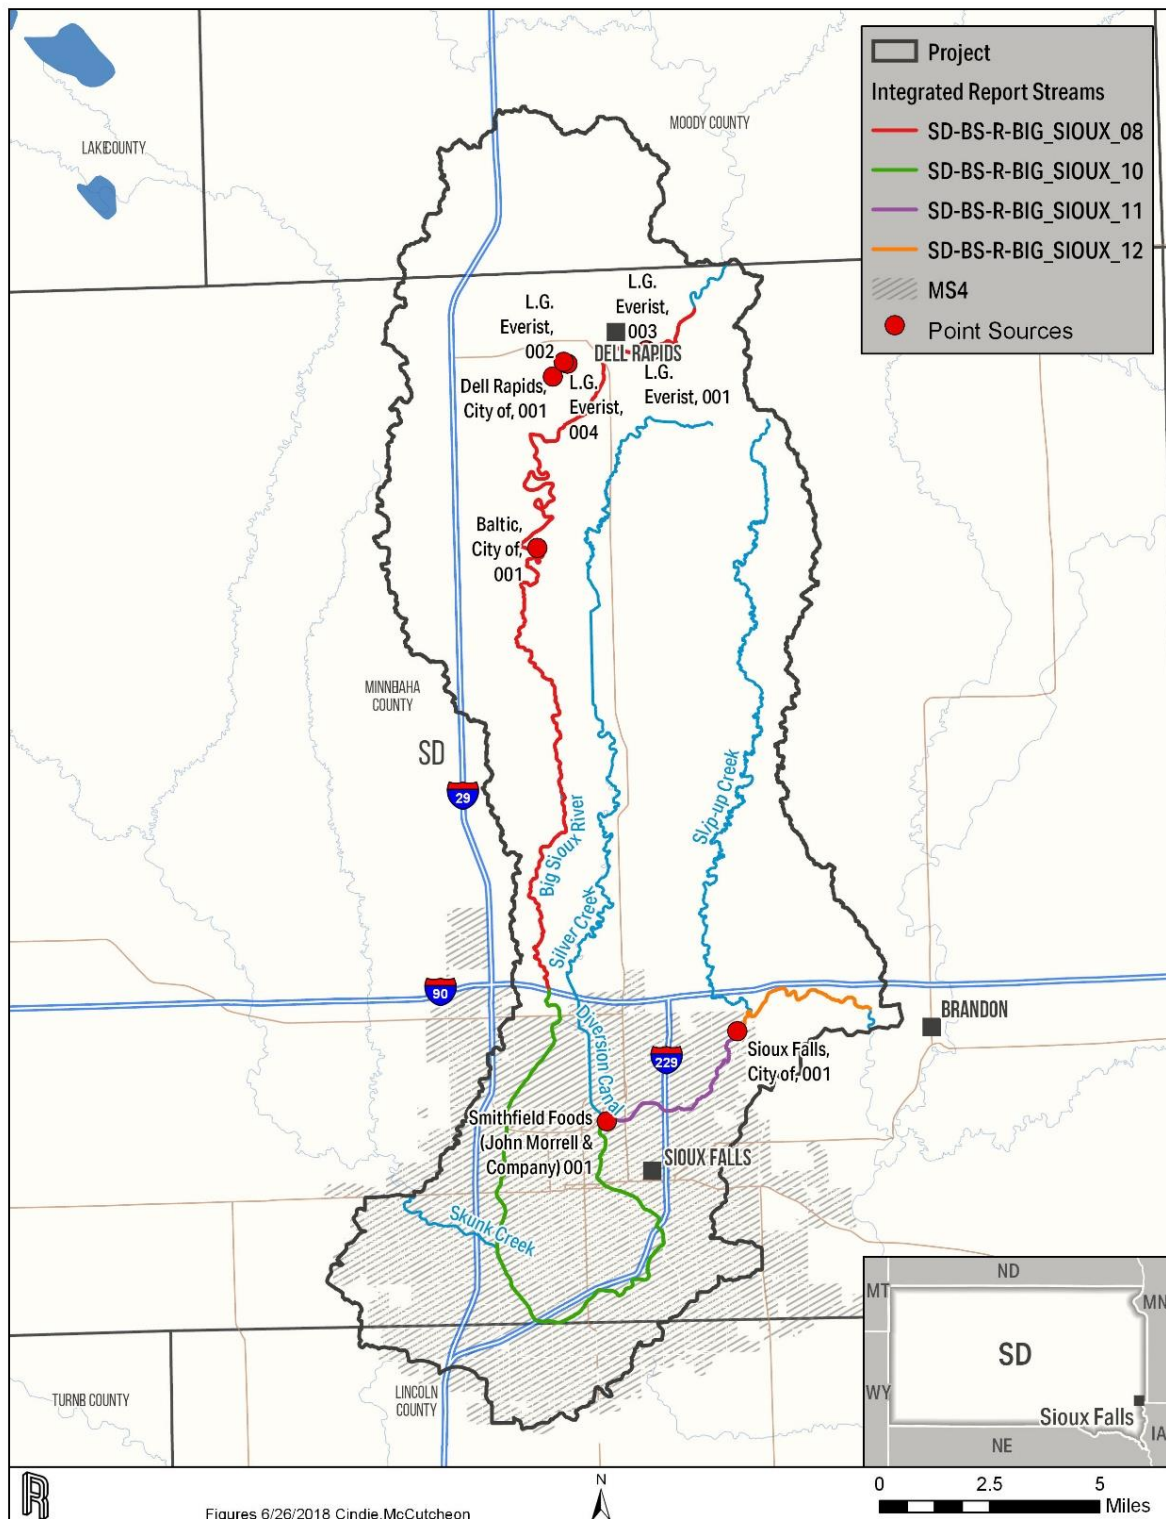 Project
Integrated Report Streams
SD-BS-R-BIG_SIOUX_08
SD-BS-R-BIG_SIOUX_10
SD-BS-R-BIG_SIOUX_11
SD-BS-R-BIG_SIOUX_12
MS4
Point Sources
MOODY COUNTY
LAKECOUNTY
L.G.
Everist,
003
L.G.
Everist,
002
DELL RAPIDS
Dell Rapids,
City of, 001
L.G.
Everist,
004
L.G.
Everist, 001
Baltic,
City of,
001
MINNEAHA
COUNTY
SD
29
Big Sioux River
Silver Creek
Slip-up Creek
90
Diversion Canal
229
BRANDON
Sioux Falls,
City of, 001
Smithfield Foods
(John Morrell &
Company) 001
SIOUX FALLS
Skunk Creek
TURNB COUNTY
LINCOLN
COUNTY
ND
MT
MN
SD
WY
Sioux Falls
IA
NE
0 2.5 5
Miles
N
R
Figures 6/26/2018 Cindie.McCutcheon